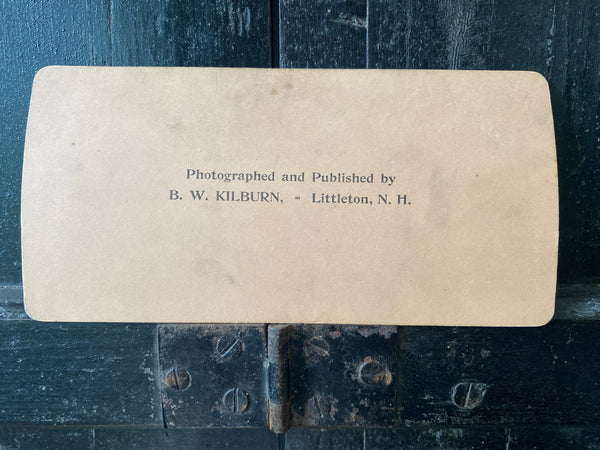 Photographed and Published by
B. W. KILBURN, - Littleton, N. H.